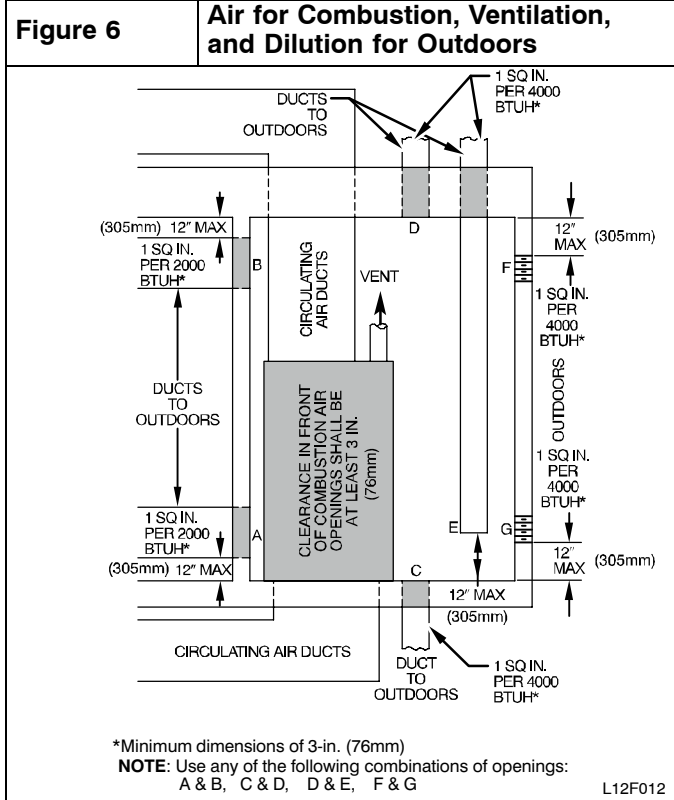 Figure 6
Air for Combustion, Ventilation,
and Dilution for Outdoors
DUCTS
TO
OUTDOORS
1 SQ IN.
PER 4000
BTUH*
(305mm) 12″ MAX
1 SQ IN.
PER 2000
BTUH*
B
CIRCULATING
AIR DUCTS
VENT
D
F
12″
MAX
(305mm)
1 SQ IN.
PER
4000
BTUH*
DUCTS
TO
OUTDOORS
OUTDOORS
CLEARANCE IN FRONT
OF COMBUSTION AIR
OPENINGS SHALL BE
AT LEAST 3 IN.
(76mm)
1 SQ IN.
PER
4000
BTUH*
1 SQ IN.
PER 2000
BTUH*
A
E
G
(305mm) 12″ MAX
C
12″ MAX
(305mm)
12″
MAX
(305mm)
CIRCULATING AIR DUCTS
DUCT
TO
OUTDOORS
1 SQ IN.
PER 4000
BTUH*
*Minimum dimensions of 3-in. (76mm)
NOTE: Use any of the following combinations of openings:
A & B, C & D, D & E, F & G
L12F012